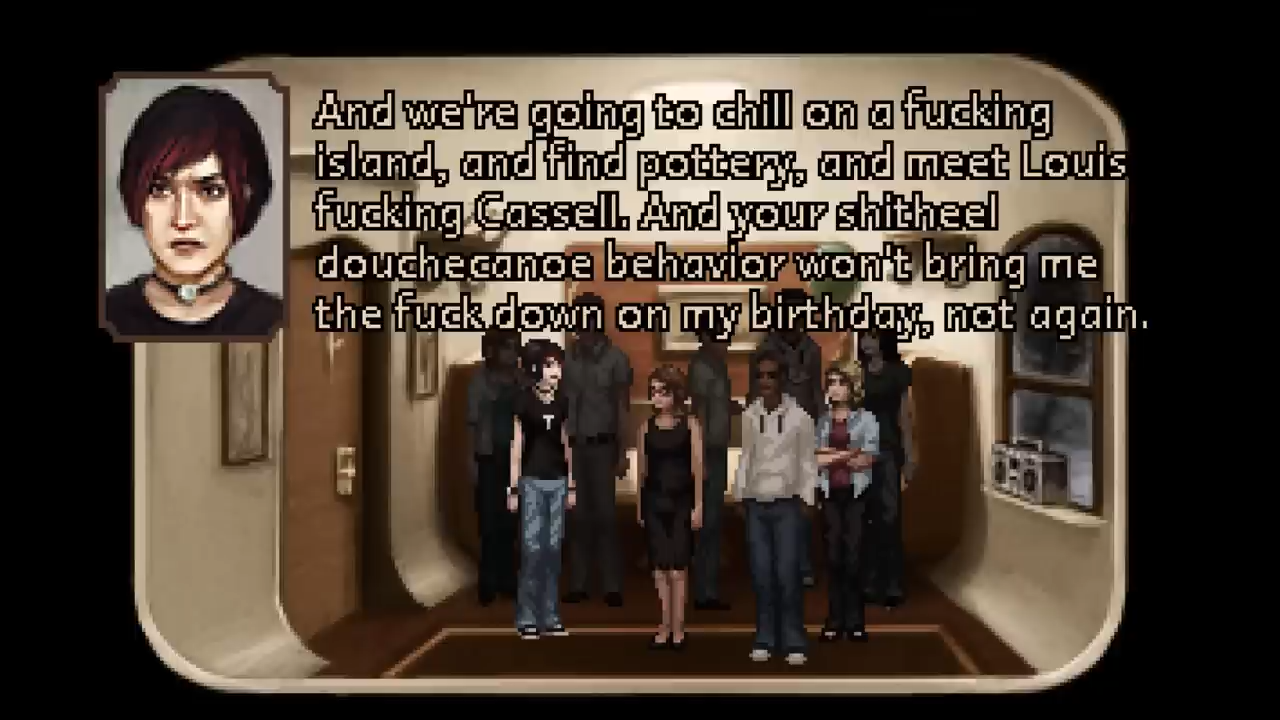 And we're going to chill on a fucking
island, and find pottery, and meet Louis
fucking Cassell. And your shitheel
douchecanoe behavior won't bring me
the fuck down on my birthday, not again.
T